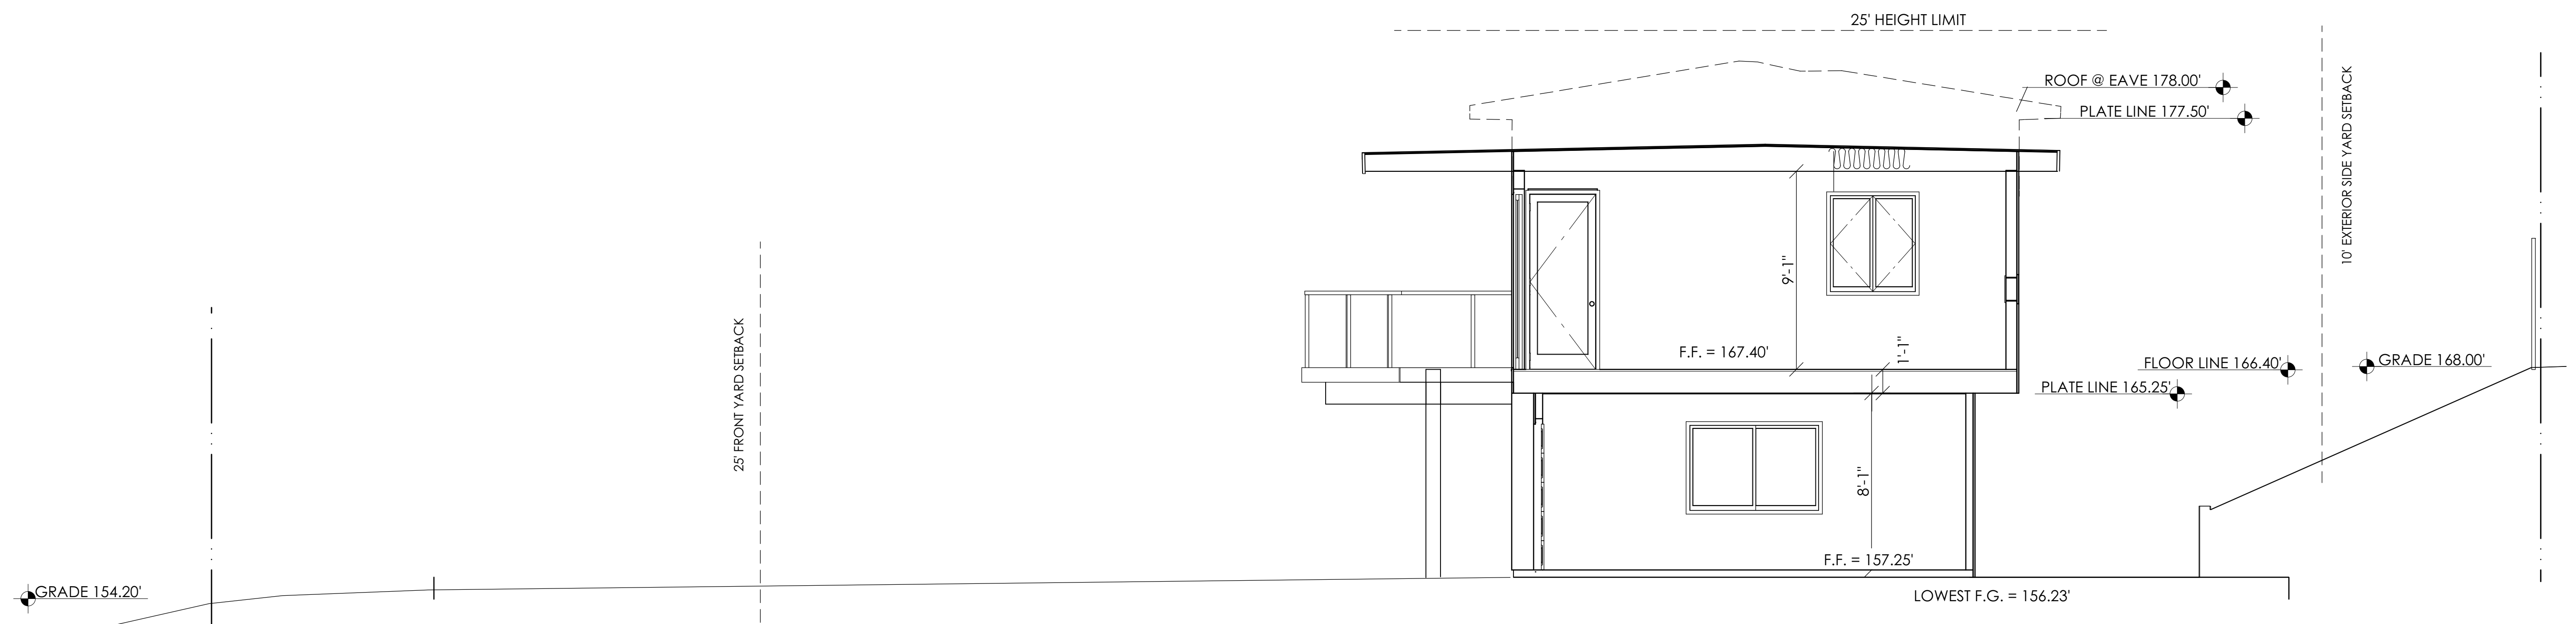 25' HEIGHT LIMIT
ROOF @ EAVE 178.00'
PLATE LINE 177.50'
10' EXTERIOR SIDE YARD SETBACK
9'-1"
25' FRONT YARD SETBACK
F.F. = 167.40'
1'-1"
FLOOR LINE 166.40'
GRADE 168.00'
PLATE LINE 165.25'
8'-1"
F.F. = 157.25'
GRADE 154.20'
LOWEST F.G. = 156.23'